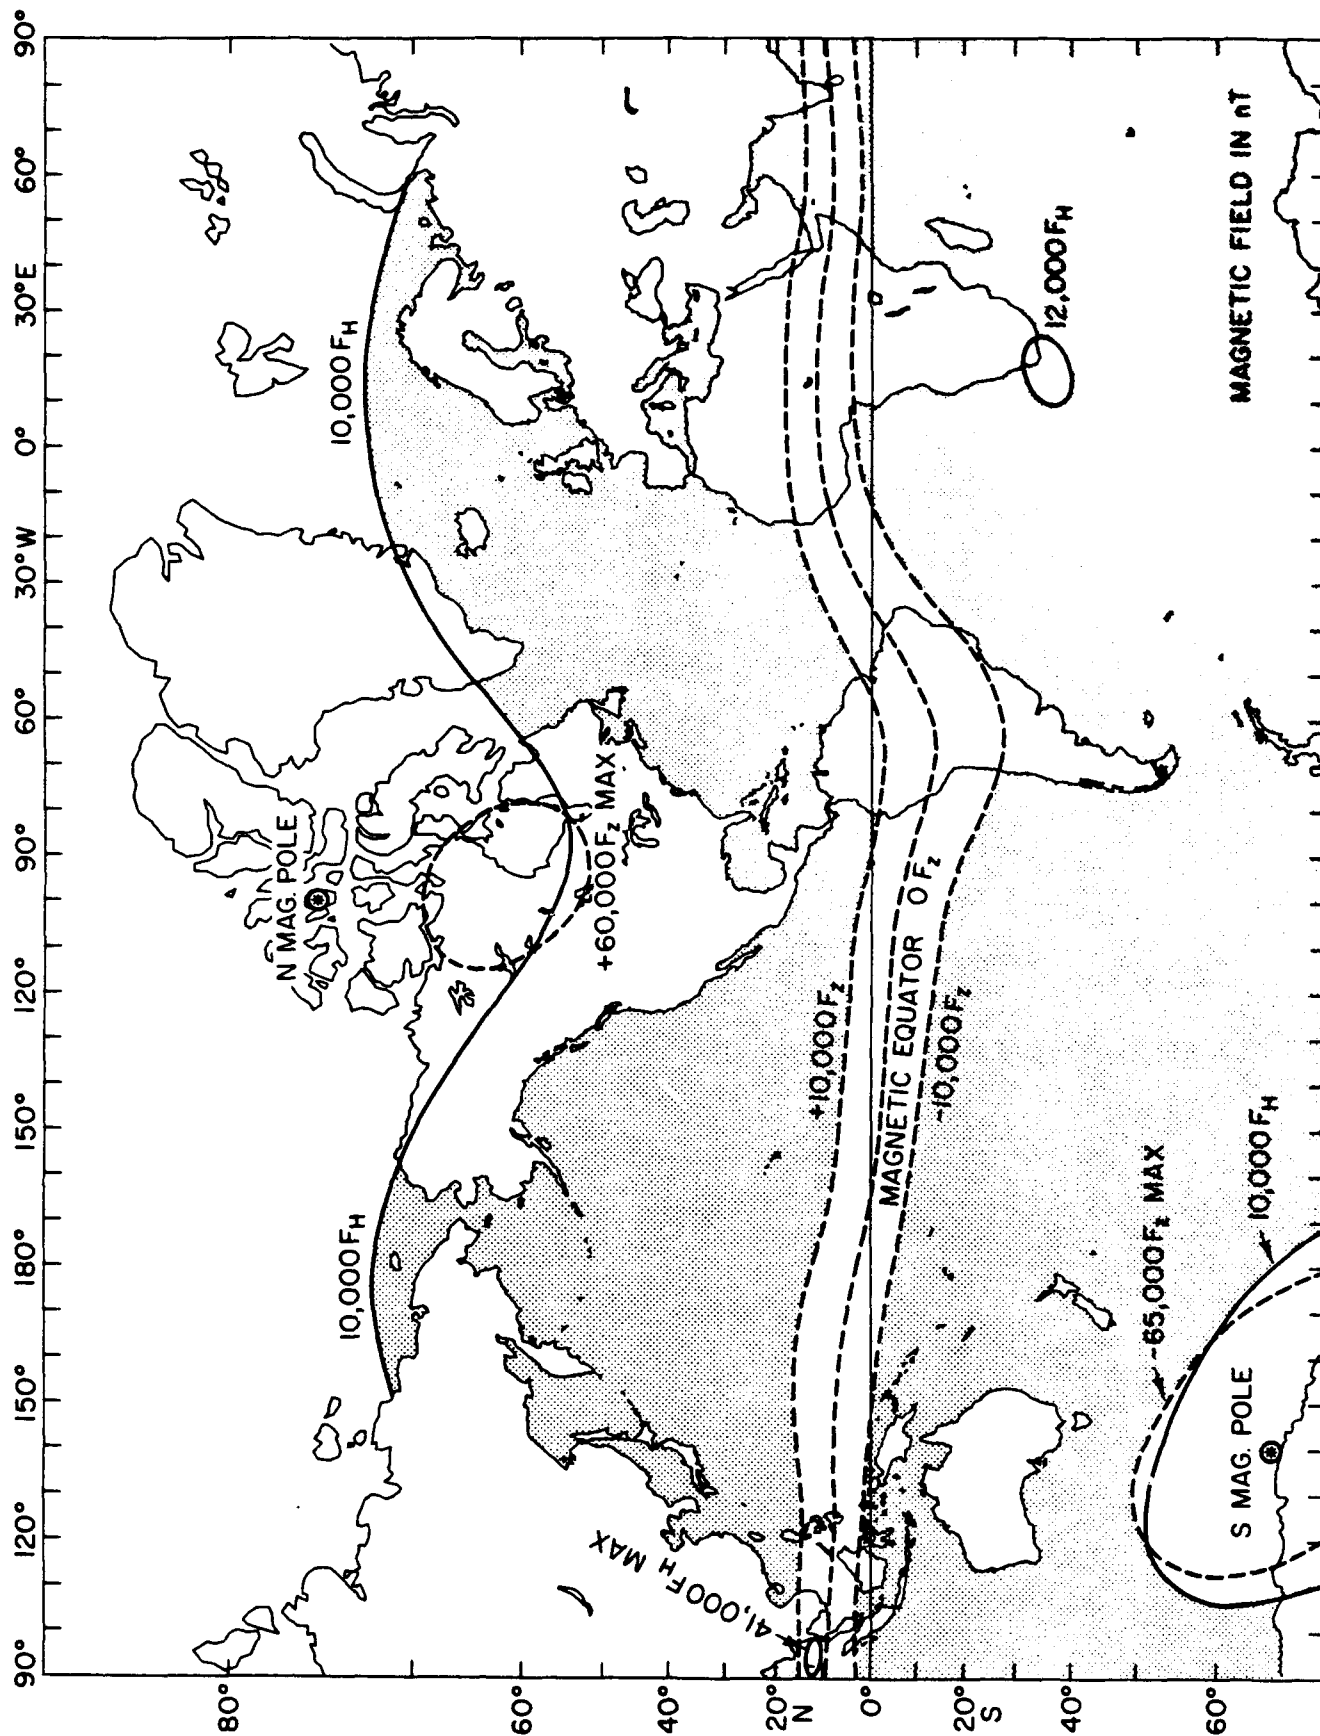 90° 120° 150° 180° 150° 120° 90° 60° 30°W 0° 30°E 60° 90°
80°
60°
40°
20°
N
0°
S
20°
40°
60°
10,000 FH
10,000 FH
N MAG. POLE
+60,000 Fz MAX
41,000 FH MAX
+10,000 Fz
MAGNETIC EQUATOR 0 Fz
-10,000 Fz
12,000 FH
-65,000 Fz MAX
10,000 FH
S MAG. POLE
MAGNETIC FIELD IN nT